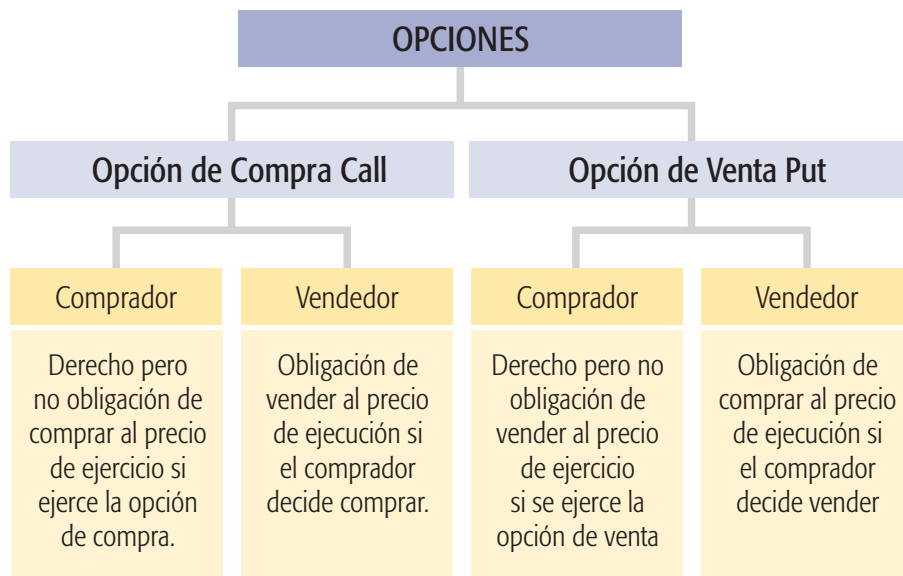 OPCIONES
Opción de Compra Call
Opción de Venta Put
Comprador
Vendedor
Comprador
Vendedor
Derecho pero
no obligación de
comprar al precio
de ejercicio si
ejerce la opción
de compra.
Obligación de
vender al precio
de ejecución si
el comprador
decide comprar.
Derecho pero no
obligación de
vender al precio
de ejercicio
si se ejerce la
opción de venta
Obligación de
comprar al precio
de ejecución si
el comprador
decide vender